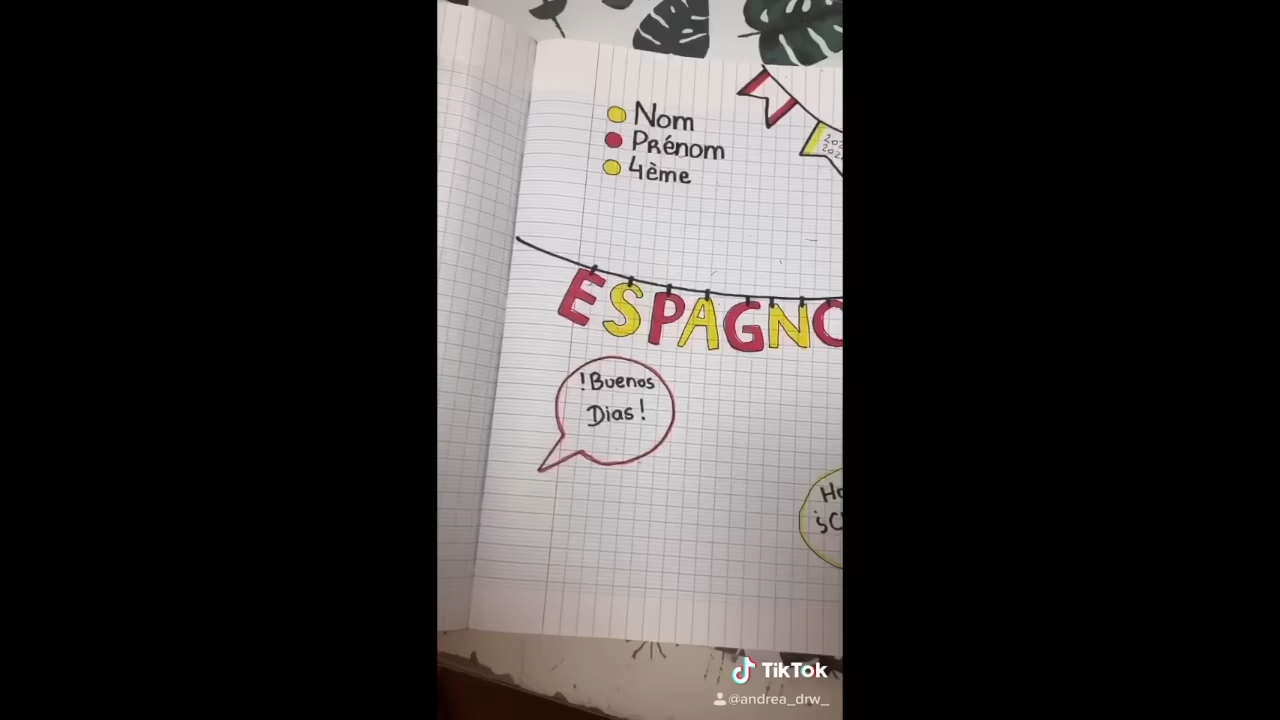 Nom
Prénom
4ème
ESPAGNO
!Buenos
Dias!
TikTok
@andrea_drw_